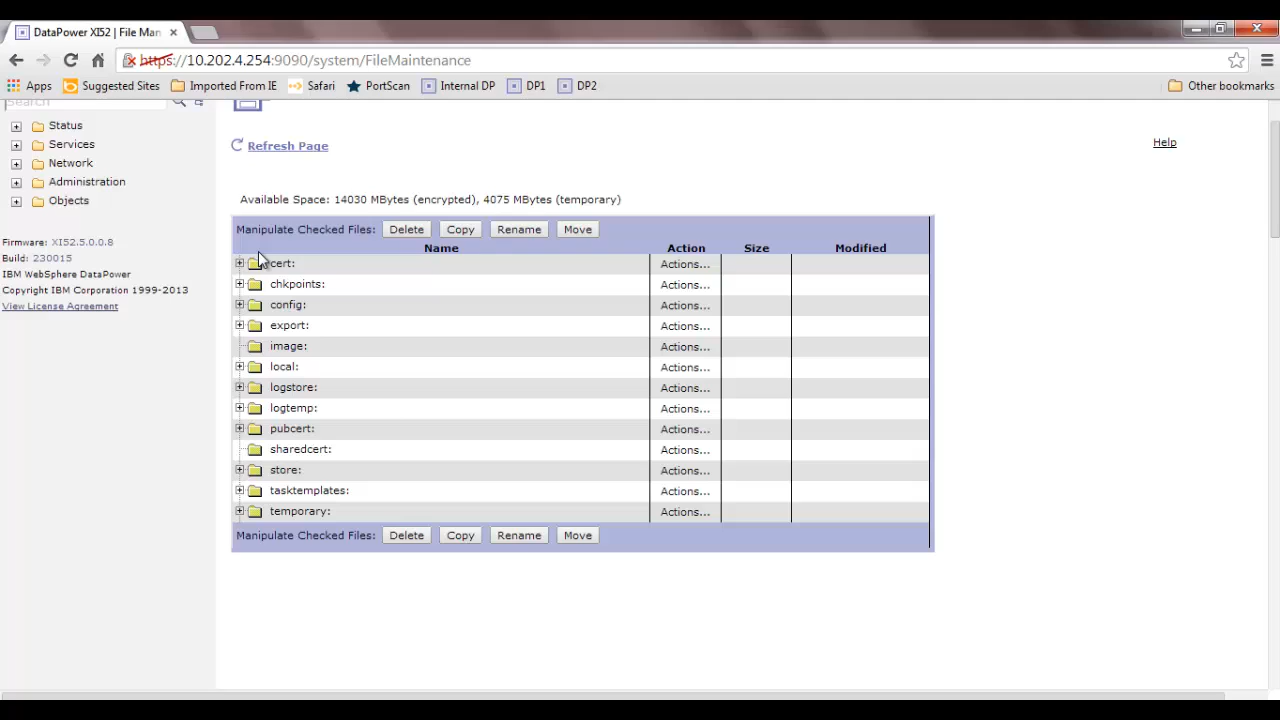 DataPower XI52 | File Man
https://10.202.4.254:9090/system/FileMaintenance
Apps Suggested Sites Imported From IE Safari PortScan Internal DP DP1 DP2 Other bookmarks
Search
Status
Services
Network
Administration
Objects
Firmware: XI52.5.0.0.8
Build: 230015
IBM WebSphere DataPower
Copyright IBM Corporation 1999-2013
View License Agreement
Refresh Page
Help
Available Space: 14030 MBytes (encrypted), 4075 MBytes (temporary)
Manipulate Checked Files: Delete Copy Rename Move
Name Action Size Modified
cert: Actions...
chkpoints: Actions...
config: Actions...
export: Actions...
image: Actions...
local: Actions...
logstore: Actions...
logtemp: Actions...
pubcert: Actions...
sharedcert: Actions...
store: Actions...
tasktemplates: Actions...
temporary: Actions...
Manipulate Checked Files: Delete Copy Rename Move